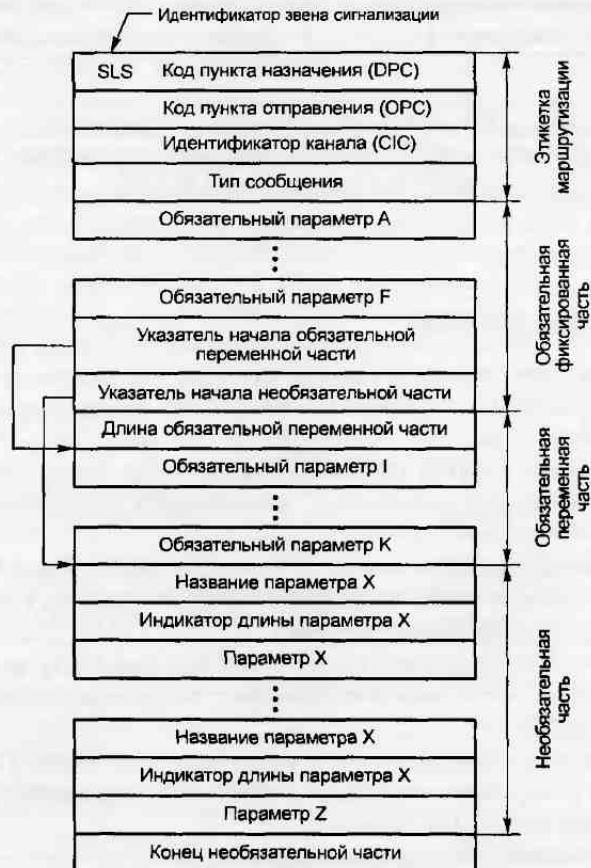 Идентификатор звена сигнализации
SLS Код пункта назначения (DPC)
Код пункта отправления (OPC)
Идентификатор канала (CIC)
Тип сообщения
Этикетка
маршрутизации
Обязательный параметр A
Обязательный параметр F
Указатель начала обязательной
переменной части
Указатель начала необязательной части
Обязательная
фиксированная
часть
Длина обязательной переменной части
Обязательный параметр I
Обязательный параметр K
Обязательная
переменная
часть
Название параметра X
Индикатор длины параметра X
Параметр X
Название параметра X
Индикатор длины параметра X
Параметр Z
Необязательная
часть
Конец необязательной части